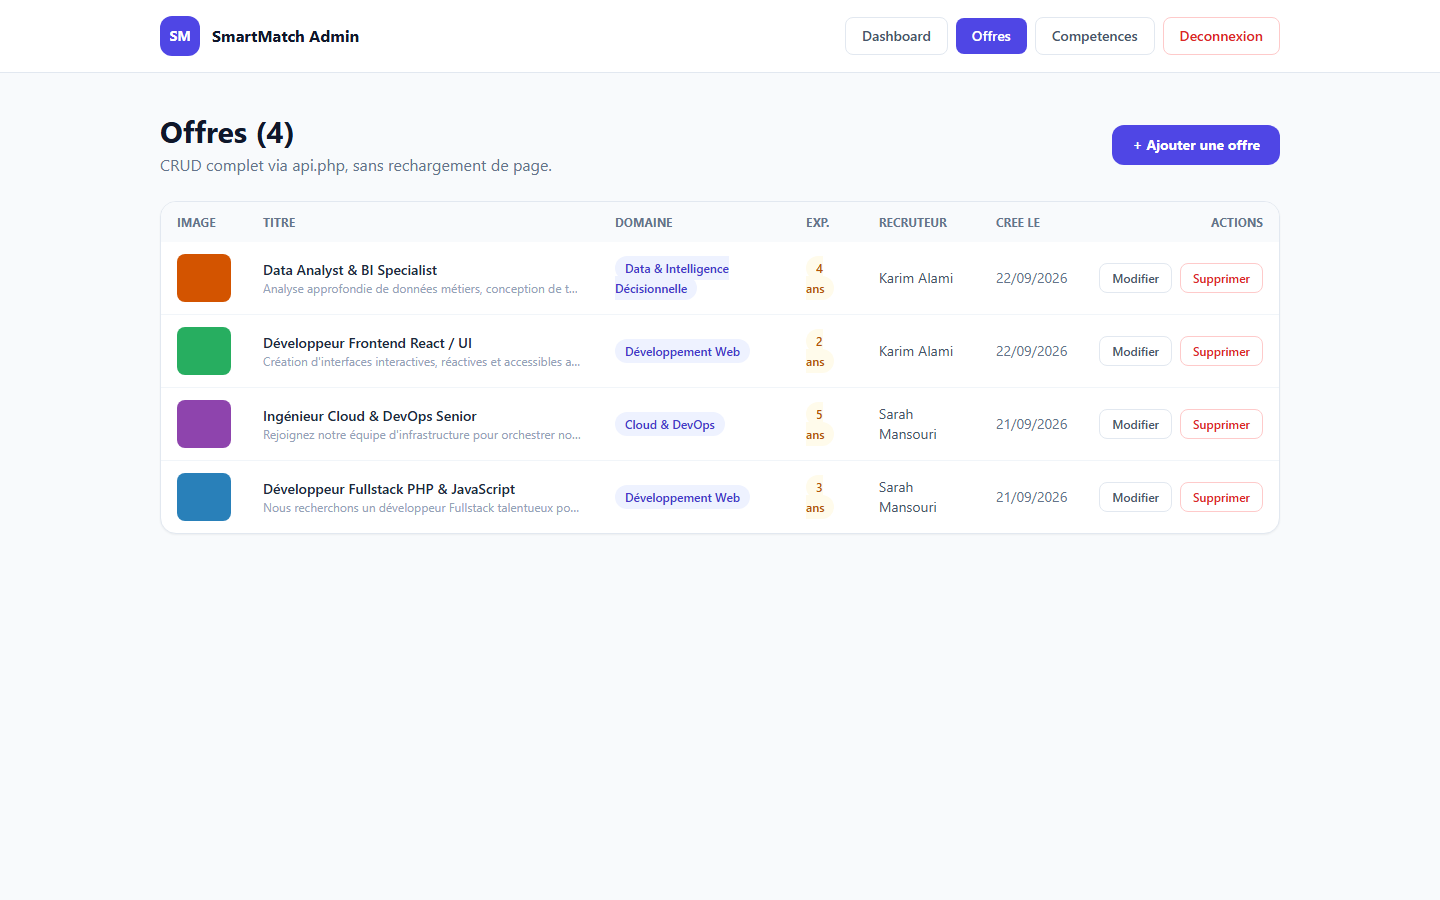 SM SmartMatch Admin Dashboard Offres Competences Deconnexion
Offres (4)
+ Ajouter une offre
CRUD complet via api.php, sans rechargement de page.
IMAGE TITRE DOMAINE EXP. RECRUTEUR CREE LE ACTIONS
Data Analyst & BI Specialist
Analyse approfondie de données métiers, conception de t...
Data & Intelligence
Décisionnelle
4
ans
Karim Alami
22/09/2026
Modifier
Supprimer
Développeur Frontend React / UI
Création d'interfaces interactives, réactives et accessibles a...
Développement Web
2
ans
Karim Alami
22/09/2026
Modifier
Supprimer
Ingénieur Cloud & DevOps Senior
Rejoignez notre équipe d'infrastructure pour orchestrer no...
Cloud & DevOps
5
ans
Sarah
Mansouri
21/09/2026
Modifier
Supprimer
Développeur Fullstack PHP & JavaScript
Nous recherchons un développeur Fullstack talentueux po...
Développement Web
3
ans
Sarah
Mansouri
21/09/2026
Modifier
Supprimer